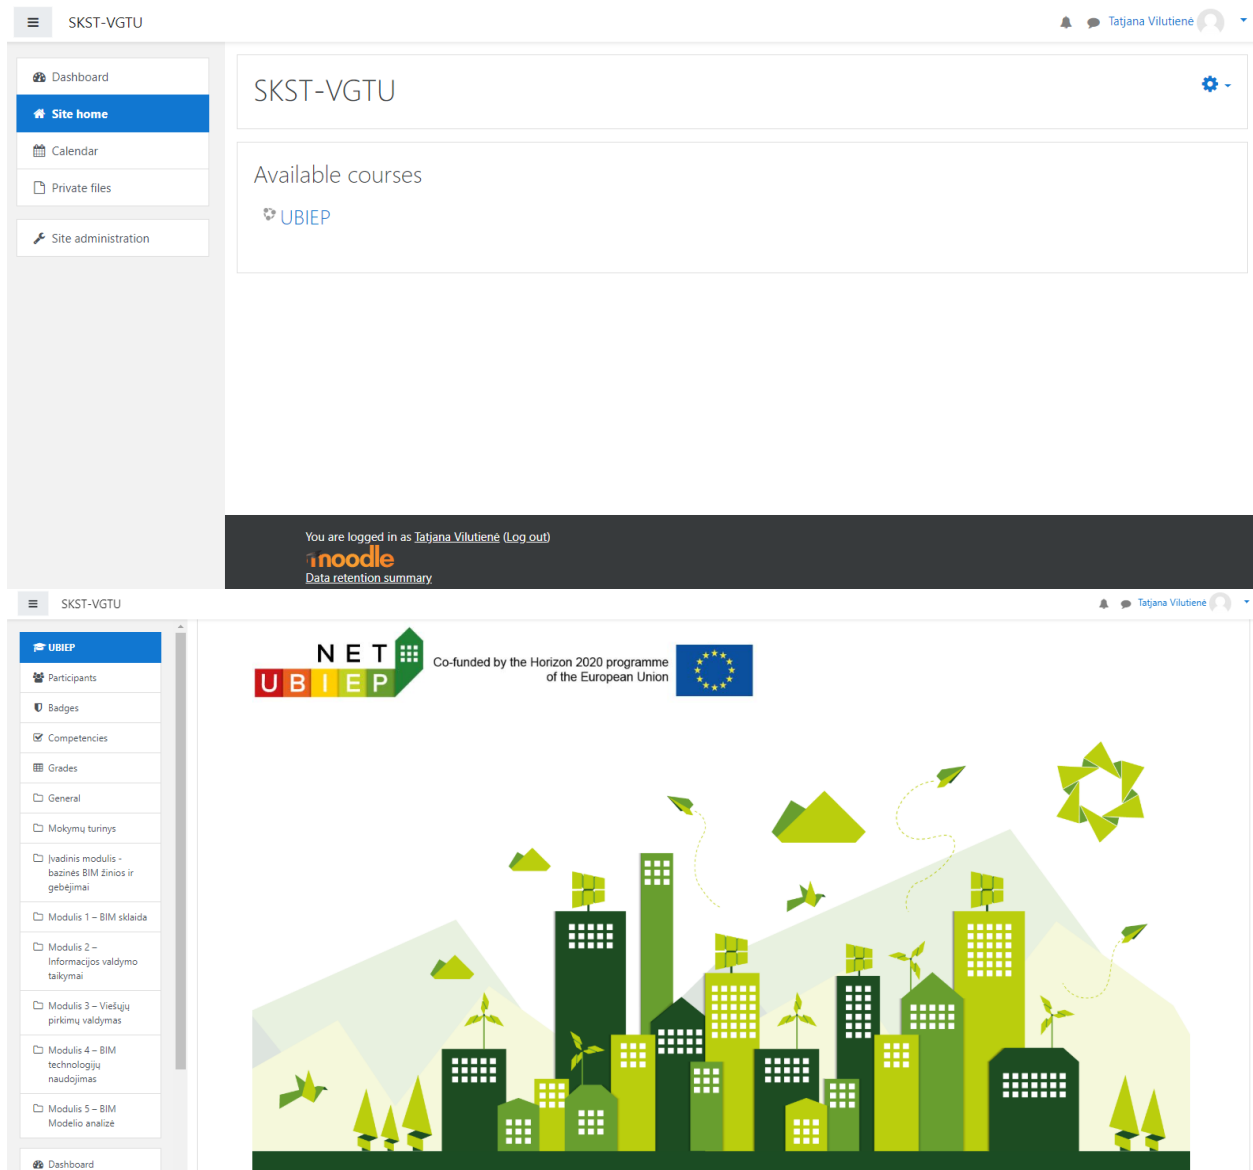 SKST-VGTU
Tatjana Vilutienė
Dashboard
Site home
Calendar
Private files
Site administration
SKST-VGTU
Available courses
UBIEP
You are logged in as Tatjana Vilutienė (Log out)
moodle
Data retention summary
SKST-VGTU
Tatjana Vilutienė
UBIEP
Participants
Badges
Competencies
Grades
General
Mokymų turinys
Įvadinis modulis -
bazinės BIM žinios ir
gebėjimai
Modulis 1 – BIM sklaida
Modulis 2 –
Informacijos valdymo
taikymai
Modulis 3 – Viešųjų
pirkimų valdymas
Modulis 4 – BIM
technologijų
naudojimas
Modulis 5 – BIM
Modelio analizė
Dashboard
NET
UBIEP
Co-funded by the Horizon 2020 programme
of the European Union